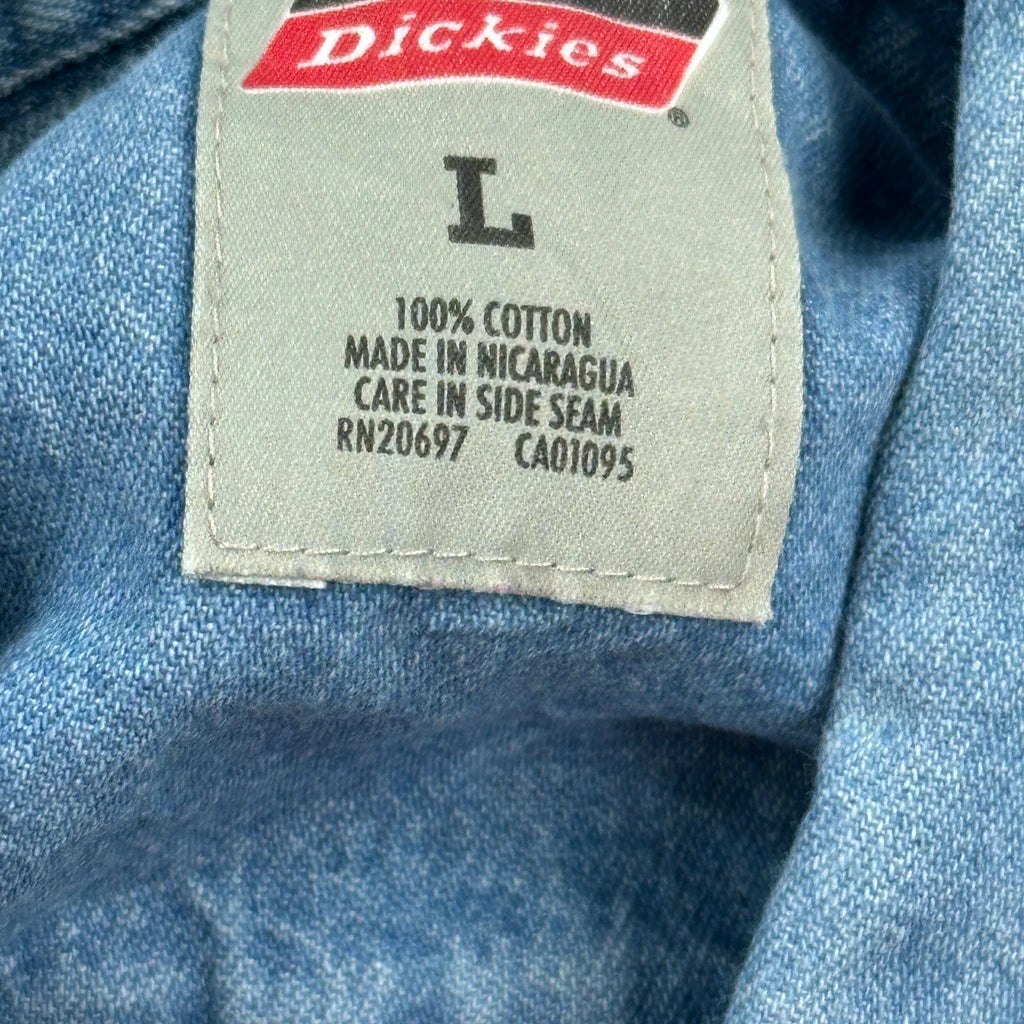 Dickies
®
L
100% COTTON
MADE IN NICARAGUA
CARE IN SIDE SEAM
RN20697 CA01095